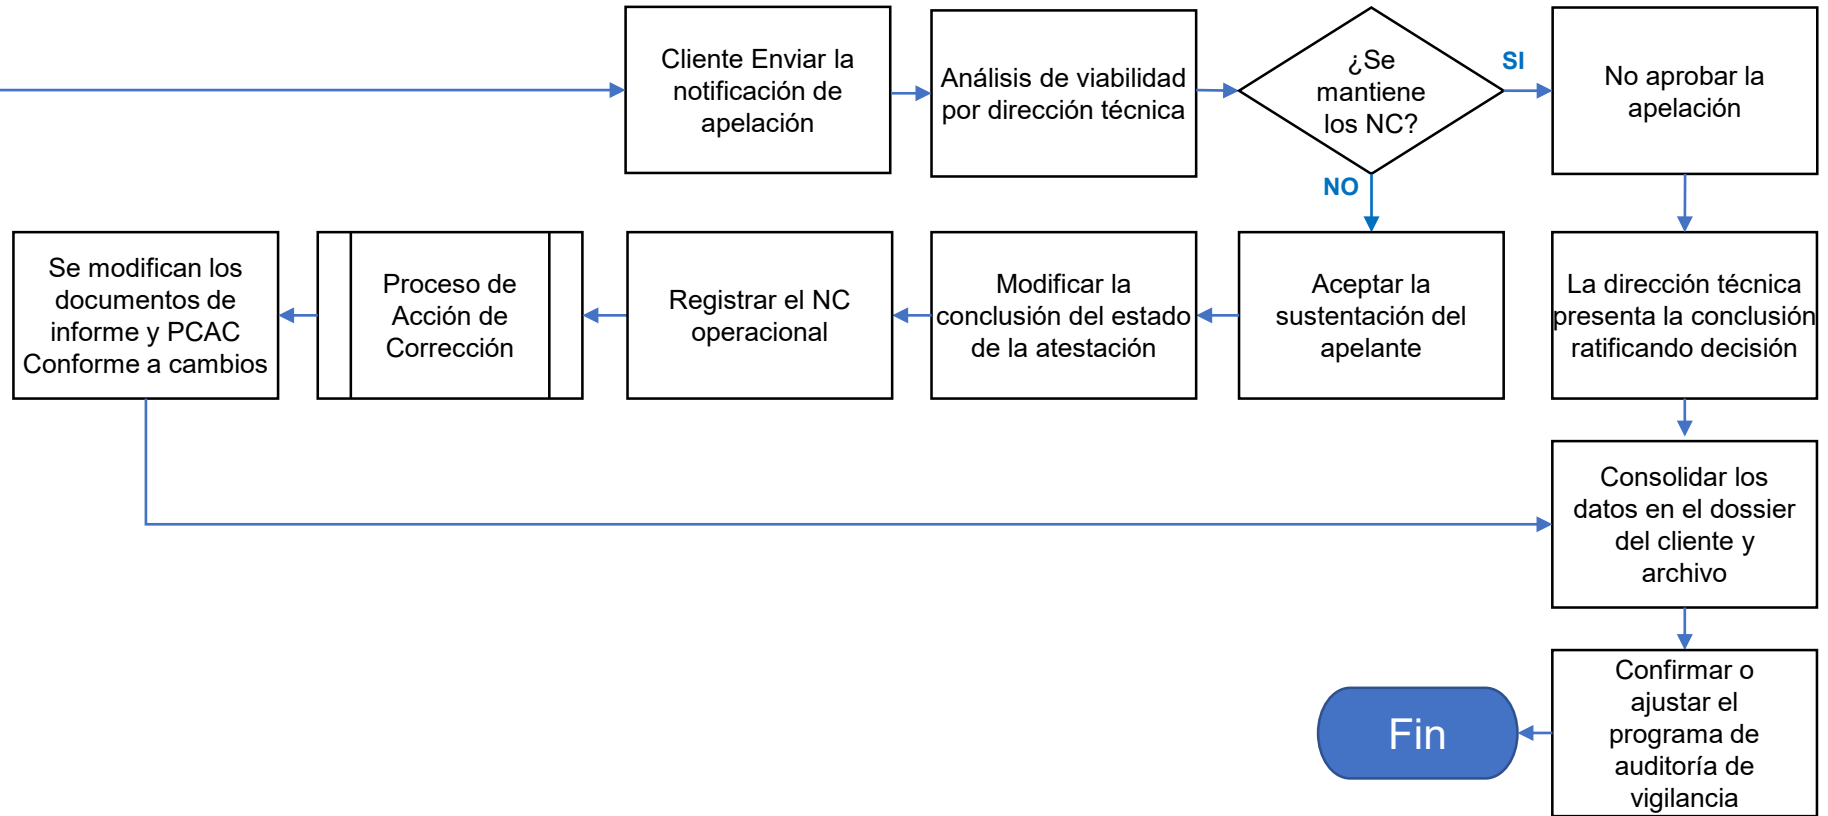 Cliente Enviar la
notificación de
apelación
Análisis de viabilidad
por dirección técnica
¿Se
mantiene
los NC?
SI
No aprobar la
apelación
NO
Se modifican los
documentos de
informe y PCAC
Conforme a cambios
Proceso de
Acción de
Corrección
Registrar el NC
operacional
Modificar la
conclusión del estado
de la atestación
Aceptar la
sustentación del
apelante
La dirección técnica
presenta la conclusión
ratificando decisión
Consolidar los
datos en el dossier
del cliente y
archivo
Confirmar o
ajustar el
programa de
auditoría de
vigilancia
Fin